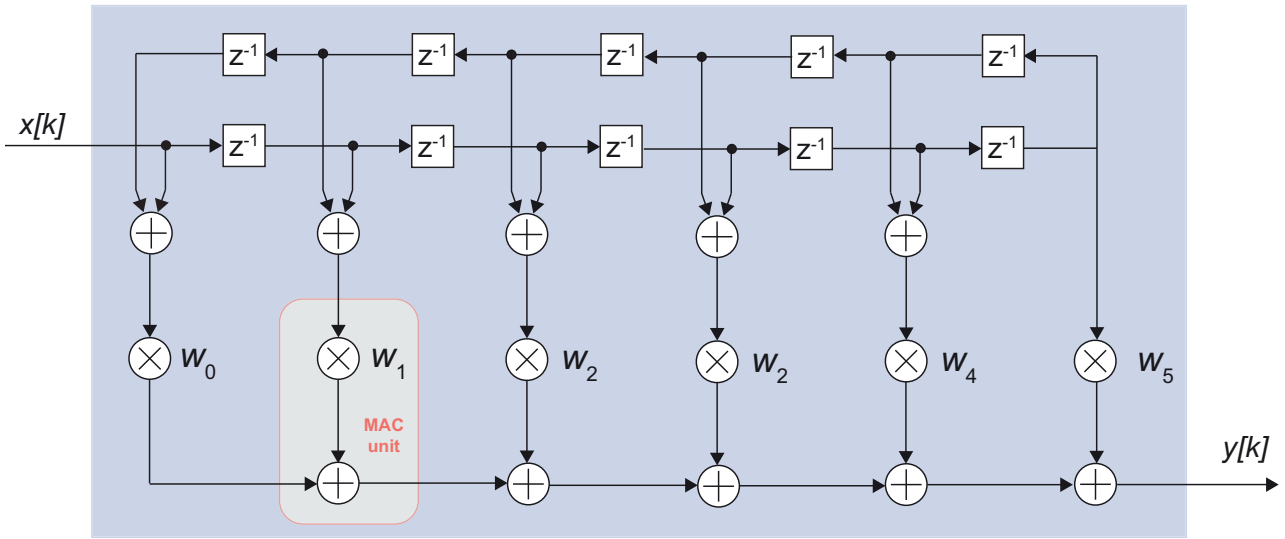 z⁻¹ z⁻¹ z⁻¹ z⁻¹ z⁻¹
x[k] z⁻¹ z⁻¹ z⁻¹ z⁻¹ z⁻¹
w₀ w₁ w₂ w₂ w₄ w₅
MAC
unit
y[k]